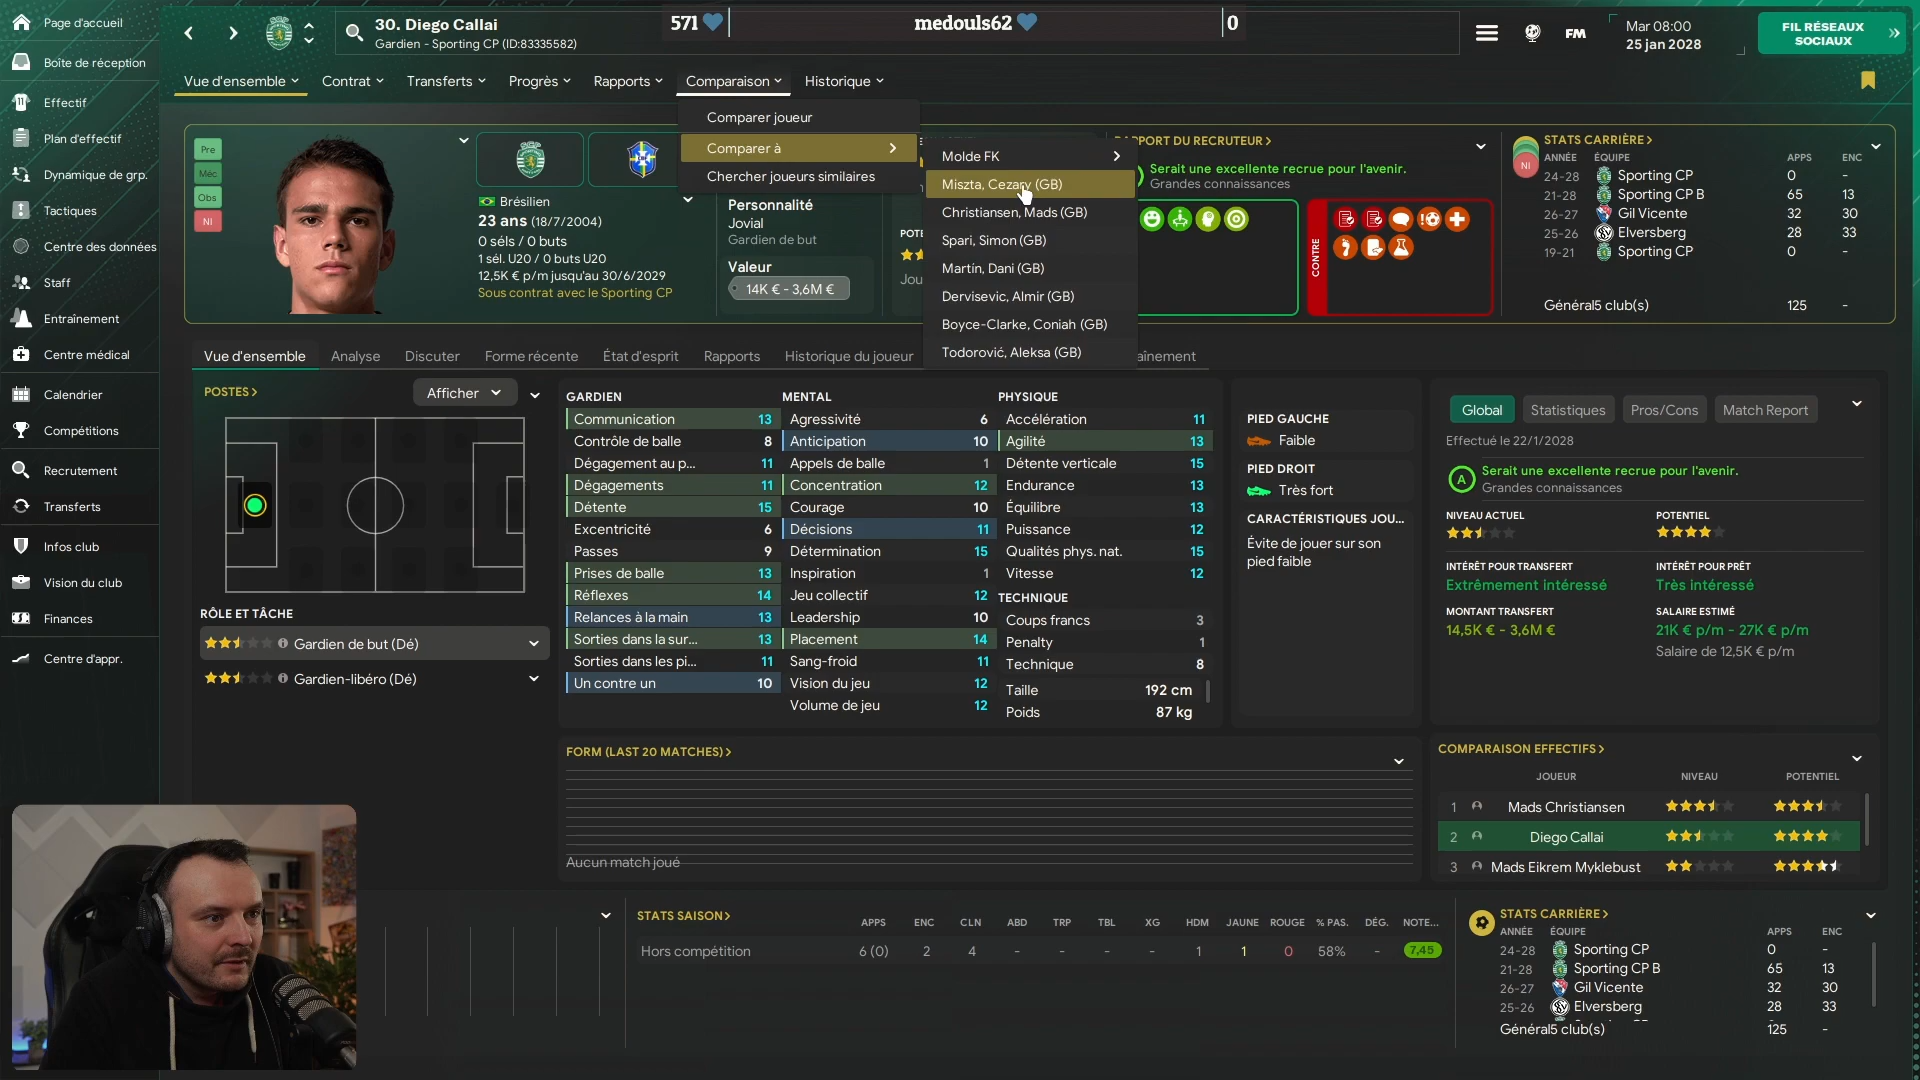 Page d'accueil
Boîte de réception
Effectif
Plan d'effectif
Dynamique de grp.
Tactiques
Centre des données
Staff
Entraînement
Centre médical
Calendrier
Compétitions
Recrutement
Transferts
Infos club
Vision du club
Finances
Centre d'appr.
30. Diego Callai
Gardien - Sporting CP (ID:83335582)
571
medouls62
0
FM
Mar 08:00
25 jan 2028
FIL RÉSEAUX
SOCIAUX
Vue d'ensemble
Contrat
Transferts
Progrès
Rapports
Comparaison
Historique
Comparer joueur
Comparer à
Chercher joueurs similaires
Molde FK
Miszta, Cezary (GB)
Christiansen, Mads (GB)
Spari, Simon (GB)
Martín, Dani (GB)
Dervisevic, Almir (GB)
Boyce-Clarke, Coniah (GB)
Todorović, Aleksa (GB)
Pre
Méc
Obs
NI
Brésilien
23 ans (18/7/2004)
0 séls / 0 buts
1 sél. U20 / 0 buts U20
12,5K € p/m jusqu'au 30/6/2029
Sous contrat avec le Sporting CP
Personnalité
Jovial
Gardien de but
Valeur
14K € - 3,6M €
POTE
Jou
PORT DU RECRUTEUR
Serait une excellente recrue pour l'avenir.
Grandes connaissances
CONTRE
NI
STATS CARRIÈRE
ANNÉE ÉQUIPE APPS ENC
24-28 Sporting CP 0 -
21-28 Sporting CP B 65 13
26-27 Gil Vicente 32 30
25-26 Elversberg 28 33
19-21 Sporting CP 0 -
Général5 club(s) 125 -
Vue d'ensemble
Analyse
Discuter
Forme récente
État d'esprit
Rapports
Historique du joueur
aînement
POSTES
Afficher
RÔLE ET TÂCHE
Gardien de but (Dé)
Gardien-libéro (Dé)
GARDIEN
Communication 13
Contrôle de balle 8
Dégagement au p... 11
Dégagements 11
Détente 15
Excentricité 6
Passes 9
Prises de balle 13
Réflexes 14
Relances à la main 13
Sorties dans la sur... 13
Sorties dans les pi... 11
Un contre un 10
MENTAL
Agressivité 6
Anticipation 10
Appels de balle 1
Concentration 12
Courage 10
Décisions 11
Détermination 15
Inspiration 1
Jeu collectif 12
Leadership 10
Placement 14
Sang-froid 11
Vision du jeu 12
Volume de jeu 12
PHYSIQUE
Accélération 11
Agilité 13
Détente verticale 15
Endurance 13
Équilibre 13
Puissance 12
Qualités phys. nat. 15
Vitesse 12
TECHNIQUE
Coups francs 3
Penalty 1
Technique 8
Taille 192 cm
Poids 87 kg
PIED GAUCHE
Faible
PIED DROIT
Très fort
CARACTÉRISTIQUES JOU...
Évite de jouer sur son
pied faible
Global
Statistiques
Pros/Cons
Match Report
Effectué le 22/1/2028
A
Serait une excellente recrue pour l'avenir.
Grandes connaissances
NIVEAU ACTUEL
POTENTIEL
INTÉRÊT POUR TRANSFERT
Extrêmement intéressé
INTÉRÊT POUR PRÊT
Très intéressé
MONTANT TRANSFERT
14,5K € - 3,6M €
SALAIRE ESTIMÉ
21K € p/m - 27K € p/m
Salaire de 12,5K € p/m
FORM (LAST 20 MATCHES)
Aucun match joué
COMPARAISON EFFECTIFS
JOUEUR NIVEAU POTENTIEL
1 Mads Christiansen
2 Diego Callai
3 Mads Eikrem Myklebust
STATS SAISON
APPS ENC CLN ABD TRP TBL XG HDM JAUNE ROUGE % PAS. DÉG. NOTE...
Hors compétition 6 (0) 2 4 - - - - 1 1 0 58% - 7,45
STATS CARRIÈRE
ANNÉE ÉQUIPE APPS ENC
24-28 Sporting CP 0 -
21-28 Sporting CP B 65 13
26-27 Gil Vicente 32 30
25-26 Elversberg 28 33
Général5 club(s) 125 -